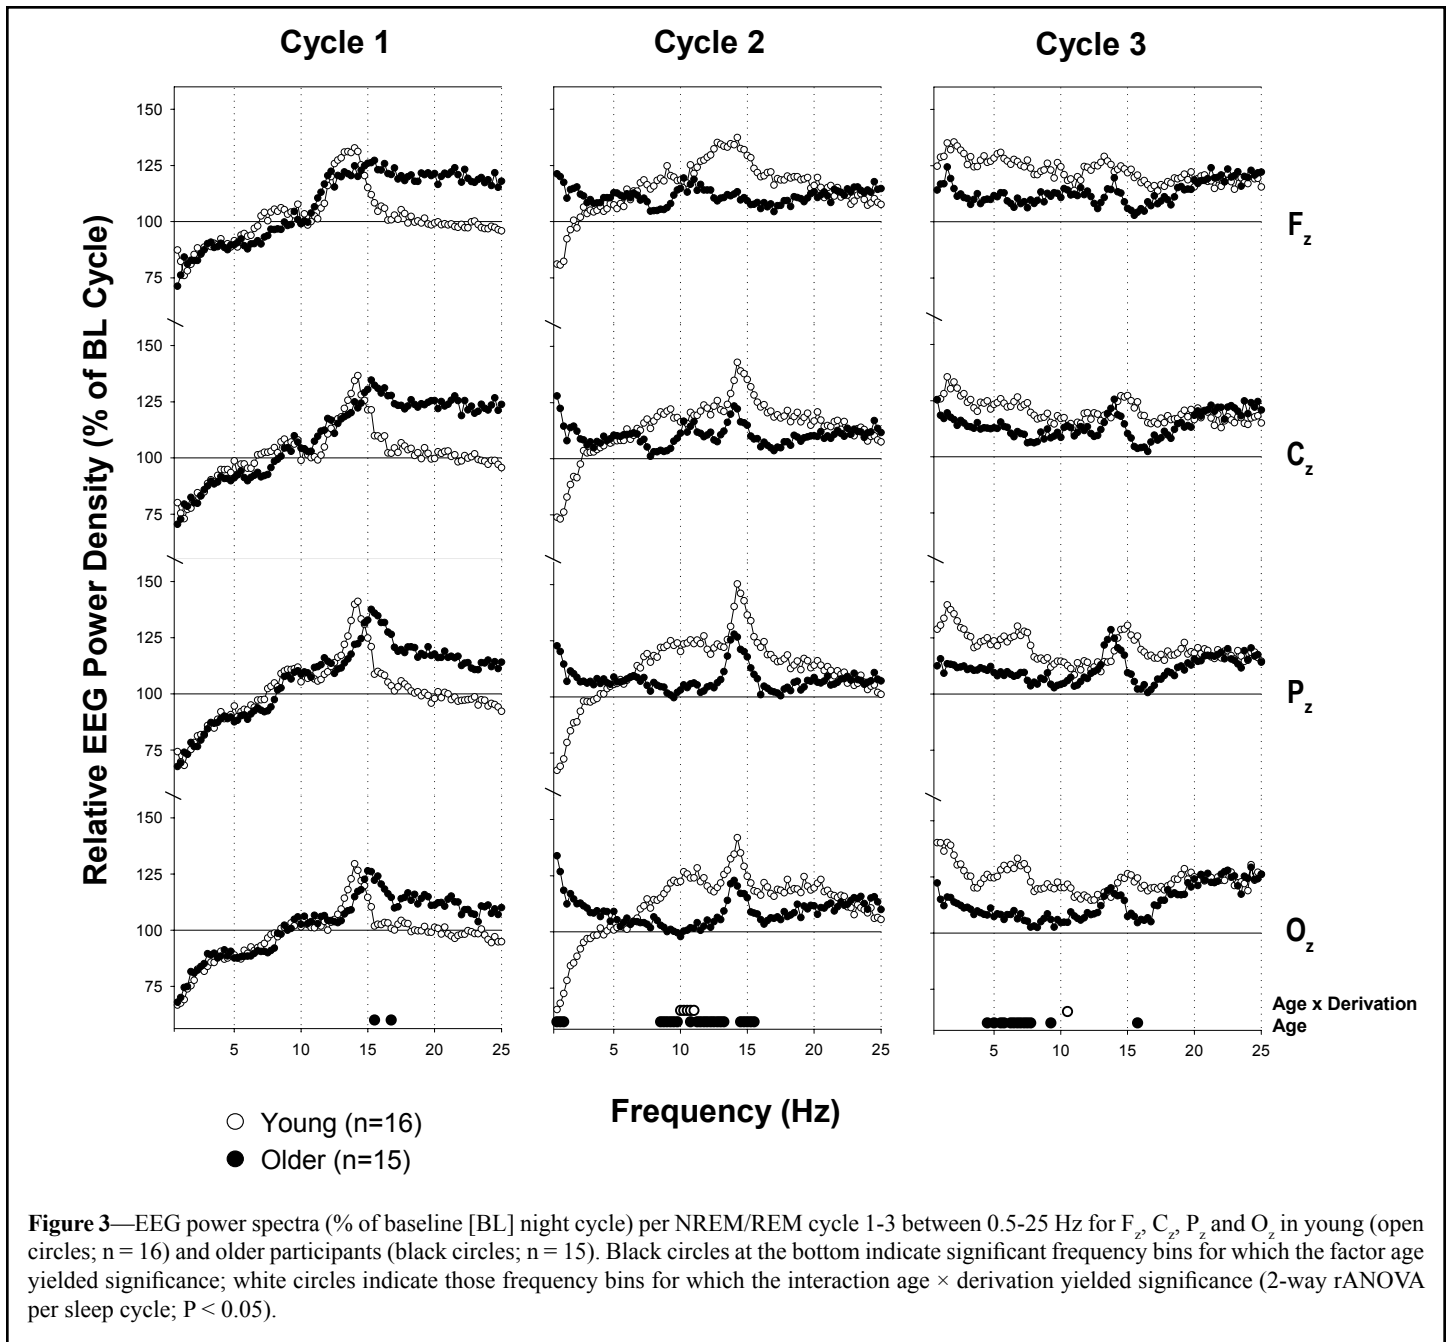 Cycle 1
Cycle 2
Cycle 3
Relative EEG Power Density (% of BL Cycle)
150
125
100
75
Fz
150
125
100
75
Cz
150
125
100
75
Pz
150
125
100
75
Oz
Age x Derivation
Age
5 10 15 20 25
5 10 15 20 25
5 10 15 20 25
Frequency (Hz)
Young (n=16)
Older (n=15)
Figure 3—EEG power spectra (% of baseline [BL] night cycle) per NREM/REM cycle 1-3 between 0.5-25 Hz for Fz, Cz, Pz and Oz in young (open
circles; n = 16) and older participants (black circles; n = 15). Black circles at the bottom indicate significant frequency bins for which the factor age
yielded significance; white circles indicate those frequency bins for which the interaction age × derivation yielded significance (2-way rANOVA
per sleep cycle; P < 0.05).